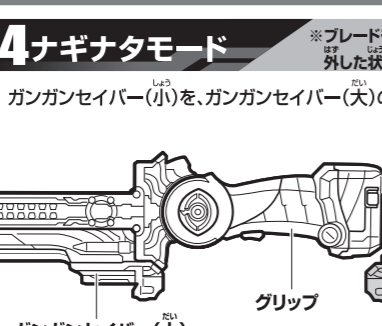 4ナギナタモード
※ブレード
外した状
ガンガンセイバー(小)を、ガンガンセイバー(大)の
グリップ
ガンガンセイバー(大)